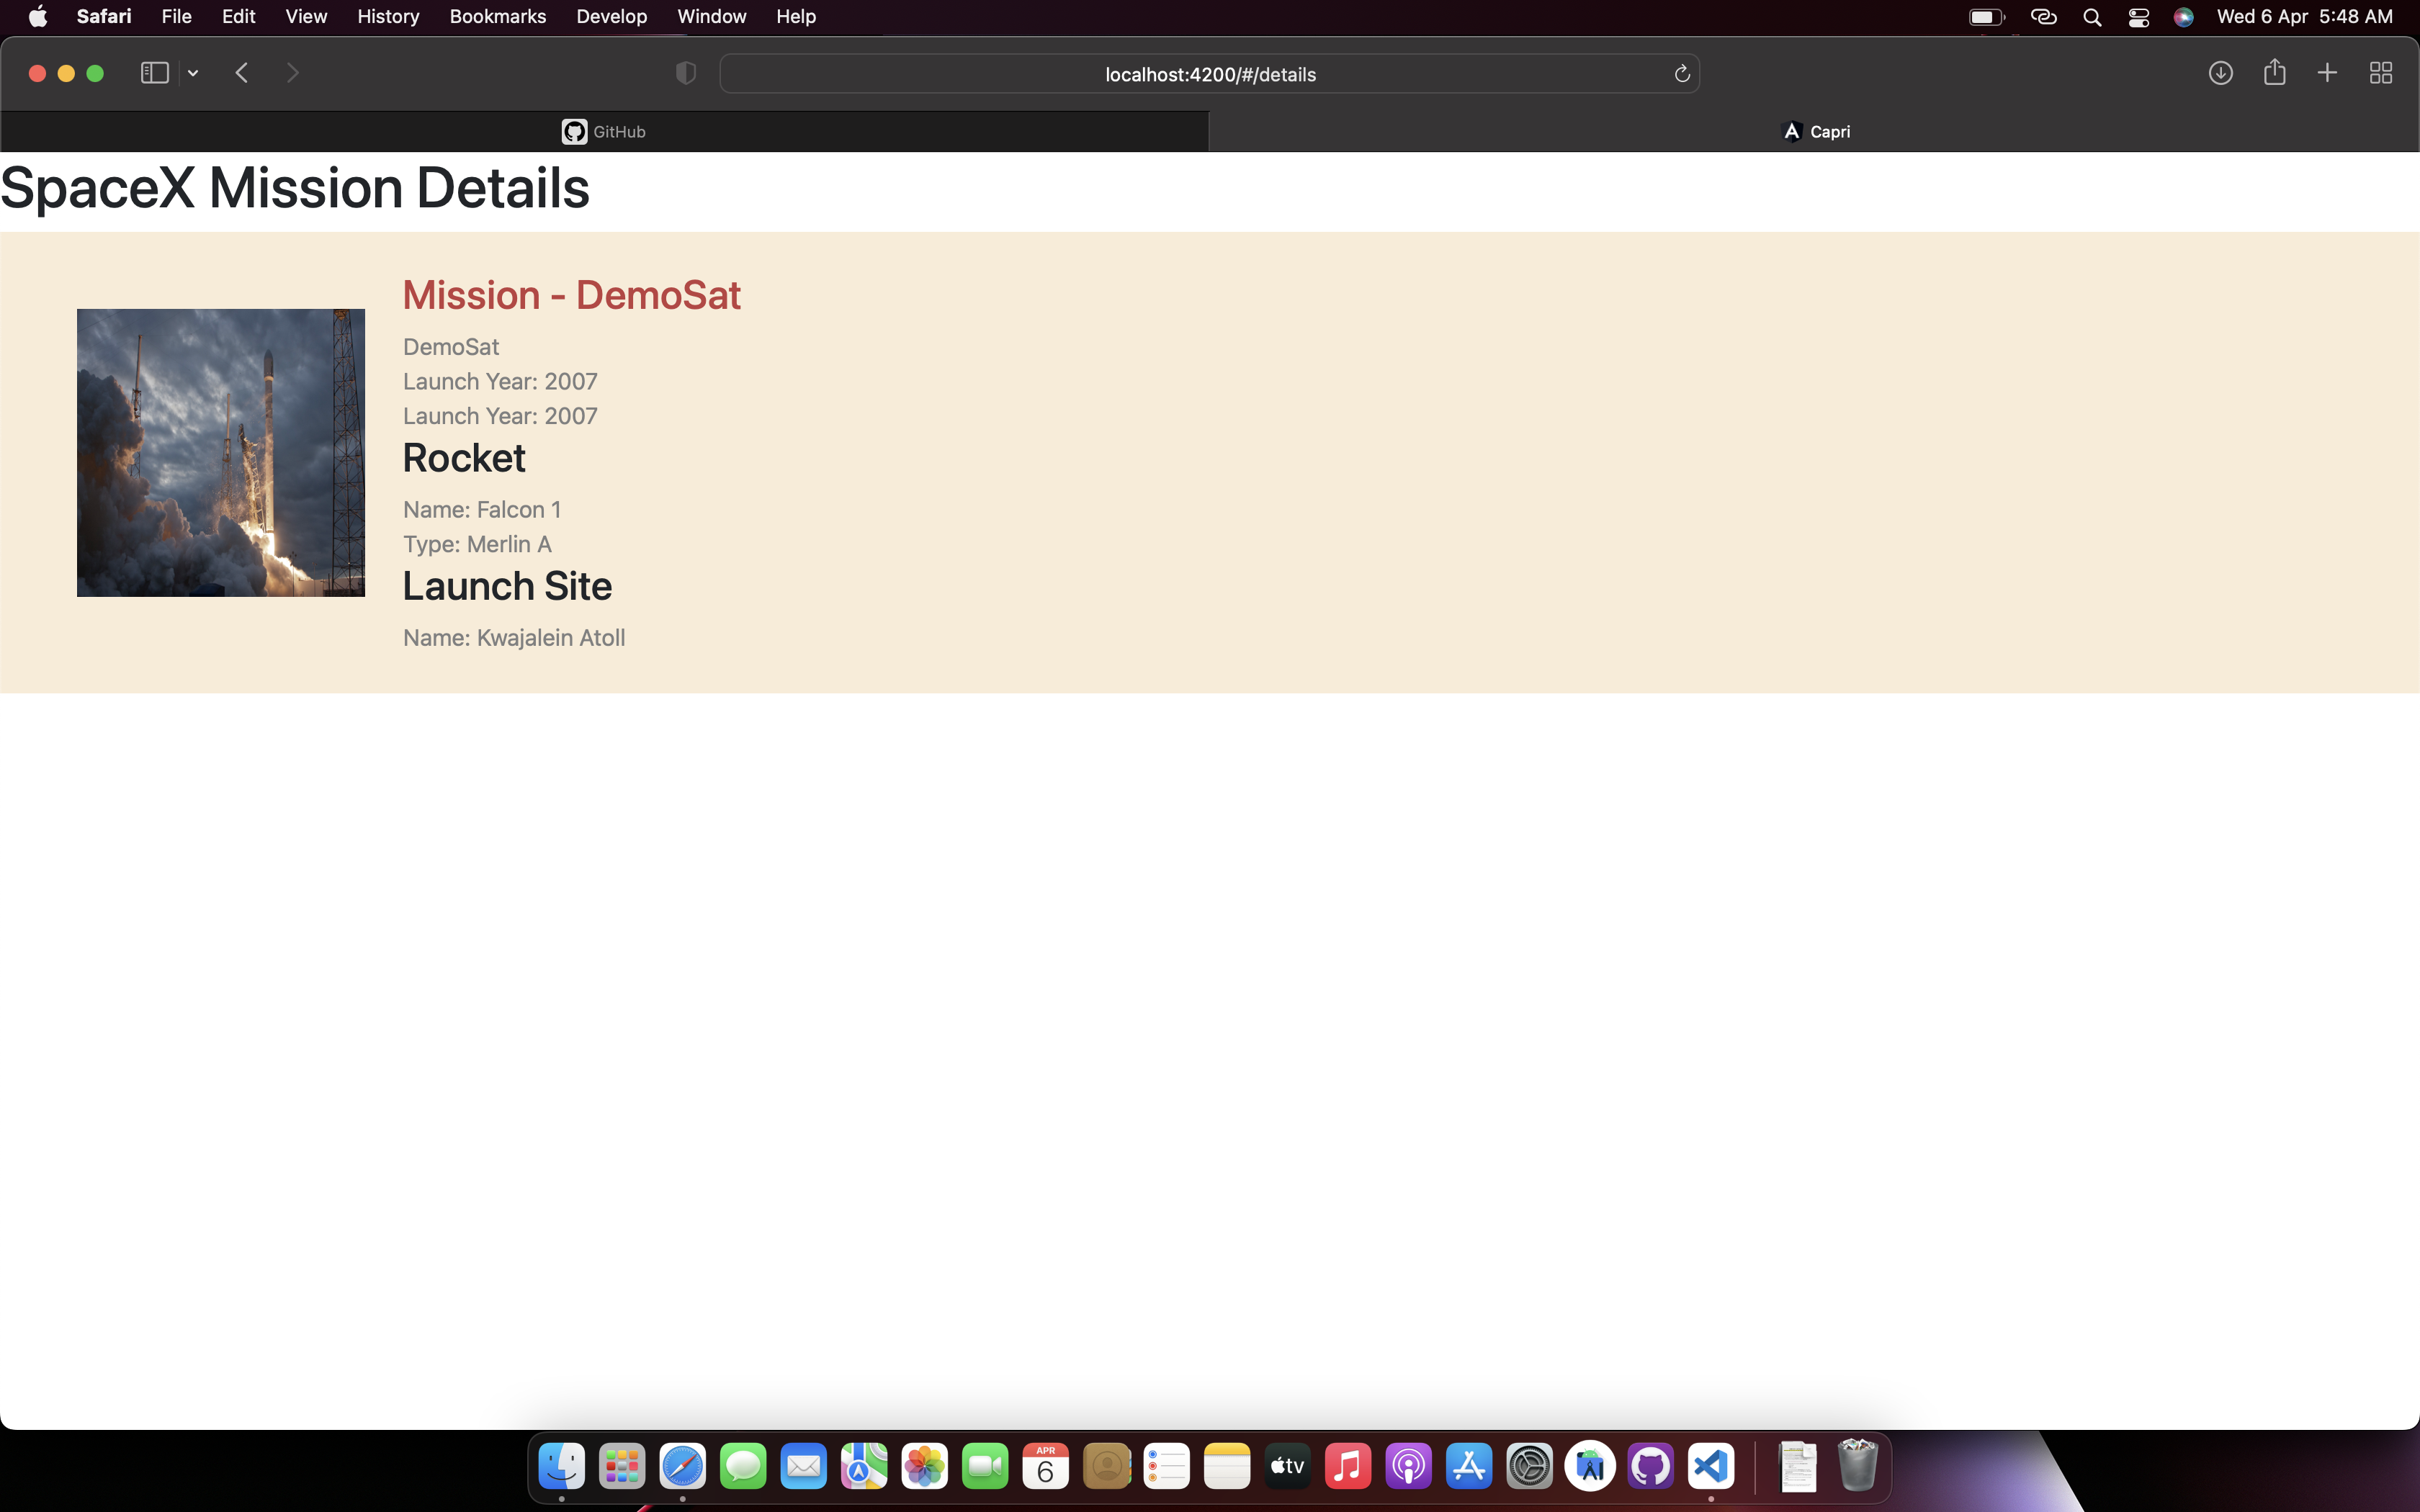 Safari File Edit View History Bookmarks Develop Window Help Wed 6 Apr 5:48 AM
localhost:4200/#/details
GitHub Capri
SpaceX Mission Details
Mission - DemoSat
DemoSat
Launch Year: 2007
Launch Year: 2007
Rocket
Name: Falcon 1
Type: Merlin A
Launch Site
Name: Kwajalein Atoll
APR
6
tv